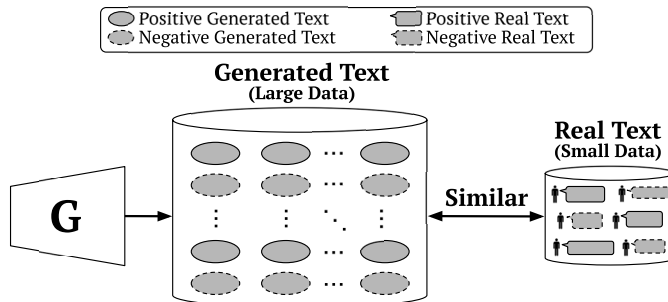 Positive Generated Text
Positive Real Text
Negative Generated Text
Negative Real Text
Generated Text
(Large Data)
Real Text
(Small Data)
G
Similar